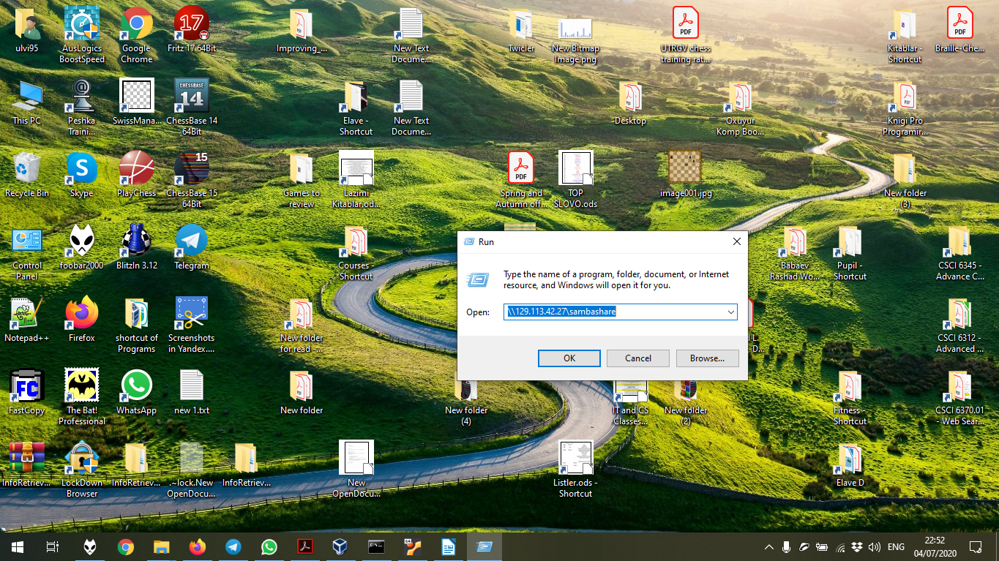 ulvi95
AusLogics
BoostSpeed
Google
Chrome
17
Fritz 17 64Bit
Improving_...
New Text
Docume...
Twicler
New Bitmap
Image.png
PDF
UTRGV chess
training rat...
Kitablar -
Shortcut
PDF
Braille-Che...
This PC
@
Peshka
Traini...
SwissMana...
CHESSBASE
14
ChessBase 14
64Bit
Elave -
Shortcut
New Text
Docume...
Desktop
Oxuyur
Komp Boo...
Knigi Pro
Programir...
Recycle Bin
S
Skype
PlayChess
15
ChessBase 15
64Bit
Games to
review
Lazimi
Kitablar.od...
PDF
Spring and
Autumn off...
TOP
SLOVO.ods
image001.jpg
New folder
(3)
Control
Panel
foobar2000
BlitzIn 3.12
Telegram
Courses -
Shortcut
Run
Type the name of a program, folder, document, or Internet
resource, and Windows will open it for you.
Open:
\\129.113.42.27\sambashare
OK
Cancel
Browse...
Babaev
Rashad Wo...
Pupil -
Shortcut
CSCI 6345 -
Advance C...
Notepad++
Firefox
shortcut of
Programs
Screenshots
in Yandex....
New folder
for read -...
CSCI 6312 -
Advanced ...
FC
FastCopy
The Bat!
Professional
WhatsApp
new 1.txt
New folder
New folder
(4)
IT and CS
Classes...
New folder
(2)
Fitness -
Shortcut
CSCI 6370.01
- Web Sear...
InfoRetriev...
LockDown
Browser
InfoRetriev...
.~lock.New
OpenDocu...
InfoRetriev...
New
OpenDocu...
Listler.ods -
Shortcut
Elave D
ENG
22:52
04/07/2020